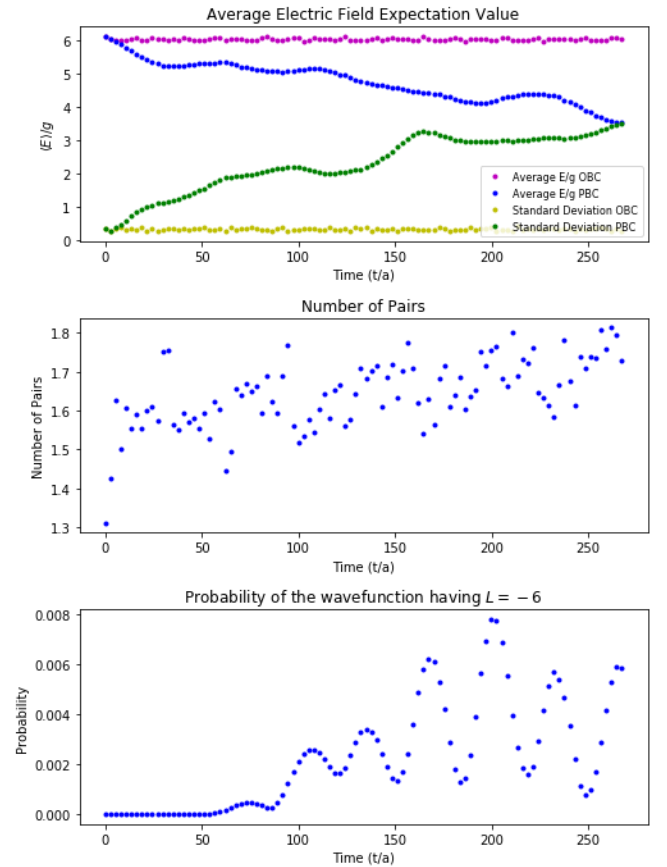 Average Electric Field Expectation Value
6
5
4
3
2
1
0
⟨E⟩/g
Average E/g OBC
Average E/g PBC
Standard Deviation OBC
Standard Deviation PBC
0 50 100 150 200 250
Time (t/a)
Number of Pairs
1.8
1.7
1.6
1.5
1.4
1.3
Number of Pairs
0 50 100 150 200 250
Time (t/a)
Probability of the wavefunction having L = −6
0.008
0.006
0.004
0.002
0.000
Probability
0 50 100 150 200 250
Time (t/a)